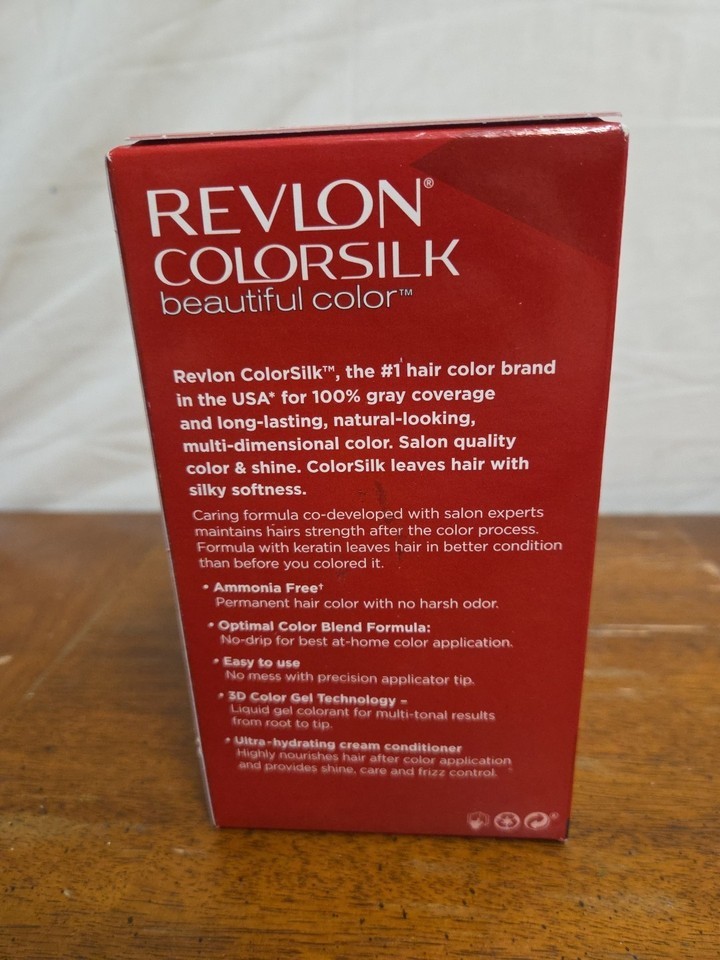 REVLON®
COLORSILK
beautiful color™
Revlon ColorSilk™, the #1 hair color brand
in the USA* for 100% gray coverage
and long-lasting, natural-looking,
multi-dimensional color. Salon quality
color & shine. ColorSilk leaves hair with
silky softness.
Caring formula co-developed with salon experts
maintains hairs strength after the color process.
Formula with keratin leaves hair in better condition
than before you colored it.
• Ammonia Free†
Permanent hair color with no harsh odor.
• Optimal Color Blend Formula:
No-drip for best at-home color application.
• Easy to use
No mess with precision applicator tip.
• 3D Color Gel Technology –
Liquid gel colorant for multi-tonal results
from root to tip.
• Ultra-hydrating cream conditioner
Highly nourishes hair after color application
and provides shine, care and frizz control.